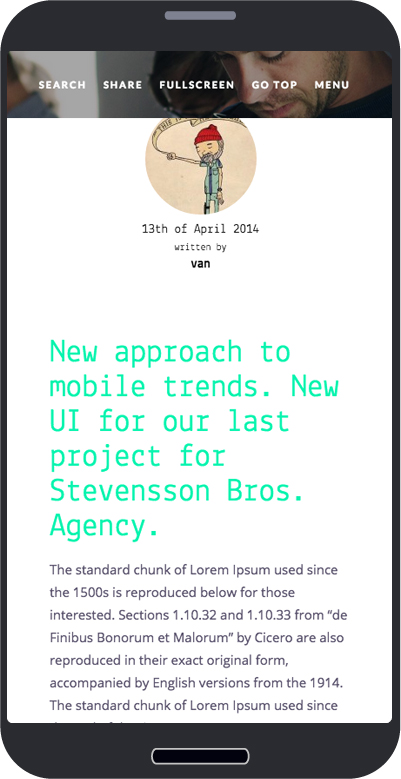 SEARCH SHARE FULLSCREEN GO TOP MENU
13th of April 2014
written by
van
New approach to
mobile trends. New
UI for our last
project for
Stevensson Bros.
Agency.
The standard chunk of Lorem Ipsum used since
the 1500s is reproduced below for those
interested. Sections 1.10.32 and 1.10.33 from “de
Finibus Bonorum et Malorum” by Cicero are also
reproduced in their exact original form,
accompanied by English versions from the 1914.
The standard chunk of Lorem Ipsum used since